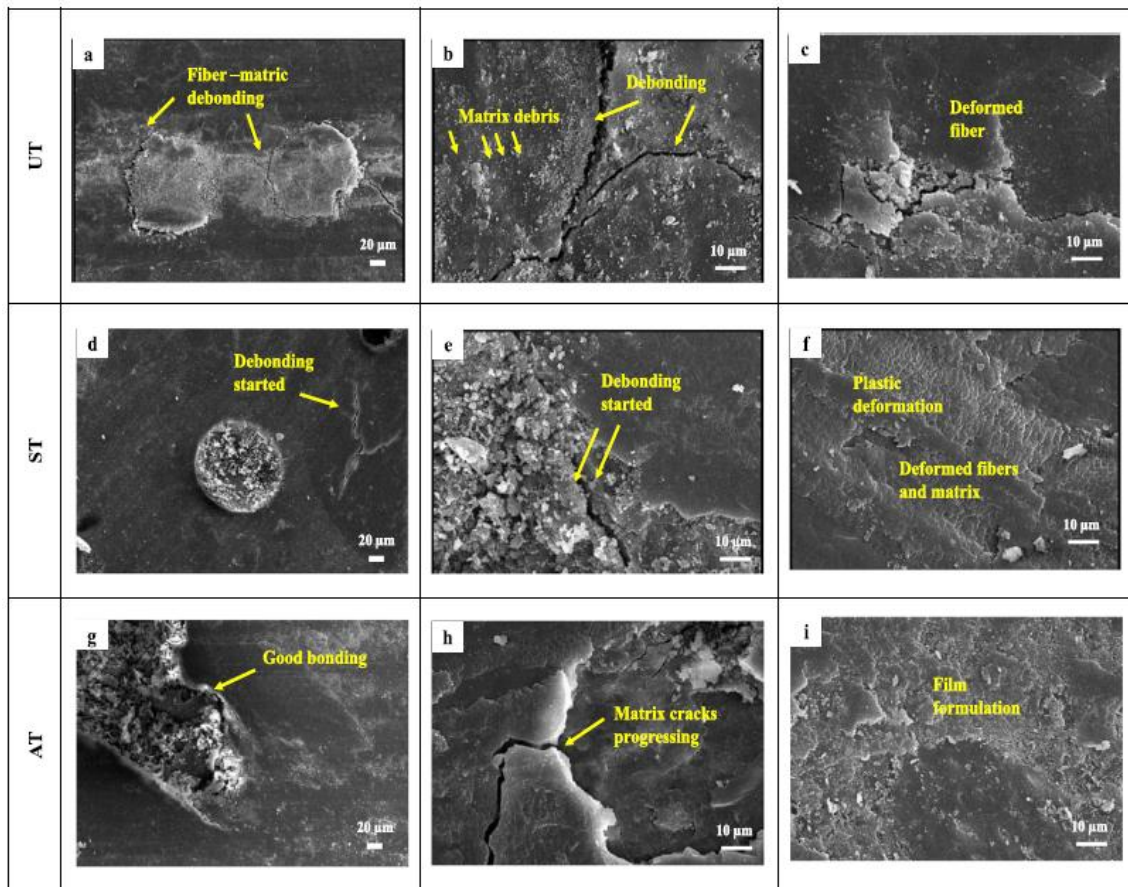 UT
a
Fiber –matric
debonding
20 µm
b
Debonding
Matrix debris
10 µm
c
Deformed
fiber
10 µm
ST
d
Debonding
started
20 µm
e
Debonding
started
10 µm
f
Plastic
deformation
Deformed fibers
and matrix
10 µm
AT
g
Good bonding
20 µm
h
Matrix cracks
progressing
10 µm
i
Film
formulation
10 µm